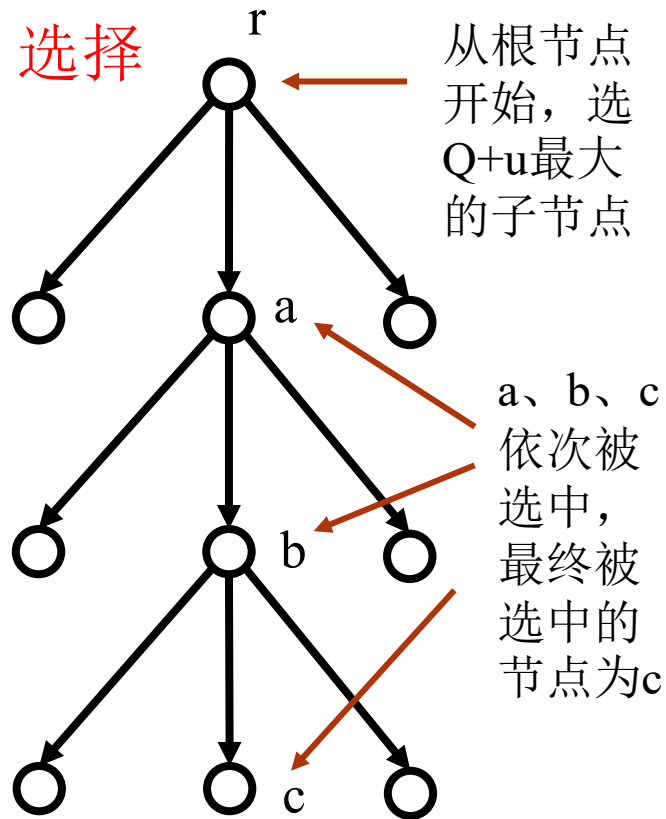 选择
r
从根节点
开始，选
Q+u最大
的子节点
a
a、b、c
依次被
选中，
最终被
选中的
节点为c
b
c